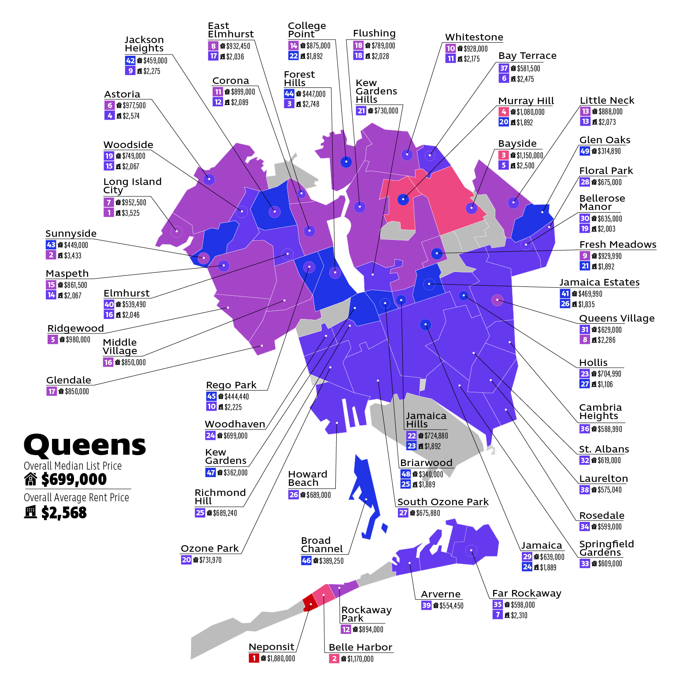 East
Elmhurst
8 $932,450
17 $2,036
College
Point
14 $875,000
22 $1,892
Flushing
18 $789,000
18 $2,028
Whitestone
10 $928,000
11 $2,175
Jackson
Heights
42 $459,000
9 $2,275
Bay Terrace
37 $581,500
6 $2,475
Corona
11 $899,000
12 $2,089
Forest
Hills
44 $447,000
3 $2,748
Kew
Gardens
Hills
21 $730,000
Astoria
6 $977,500
4 $2,574
Murray Hill
4 $1,080,000
20 $1,892
Little Neck
13 $888,000
13 $2,073
Woodside
19 $749,000
15 $2,067
Bayside
3 $1,150,000
5 $2,500
Glen Oaks
49 $314,890
Floral Park
28 $675,000
Long Island
City
7 $952,500
1 $3,525
Bellerose
Manor
30 $635,000
19 $2,003
Sunnyside
43 $449,000
2 $3,433
Fresh Meadows
9 $929,990
21 $1,892
Maspeth
15 $861,500
14 $2,067
Jamaica Estates
41 $469,990
26 $1,835
Elmhurst
40 $539,490
16 $2,046
Queens Village
31 $629,000
8 $2,286
Ridgewood
5 $980,000
Middle
Village
16 $850,000
Hollis
23 $704,990
27 $1,106
Glendale
17 $850,000
Rego Park
45 $444,440
10 $2,225
Cambria
Heights
36 $588,990
Jamaica
Hills
22 $724,880
23 $1,892
Woodhaven
24 $699,000
St. Albans
32 $619,000
Queens
Overall Median List Price
$699,000
Overall Average Rent Price
$2,568
Kew
Gardens
47 $362,000
Briarwood
48 $340,000
25 $1,889
Laurelton
38 $575,040
Howard
Beach
26 $689,000
Richmond
Hill
25 $689,240
South Ozone Park
27 $675,880
Rosedale
34 $599,000
Ozone Park
20 $731,970
Broad
Channel
46 $389,250
Jamaica
29 $639,000
24 $1,889
Springfield
Gardens
33 $609,000
Arverne
39 $554,450
Far Rockaway
35 $598,000
7 $2,310
Rockaway
Park
12 $894,000
Neponsit
1 $1,880,000
Belle Harbor
2 $1,170,000